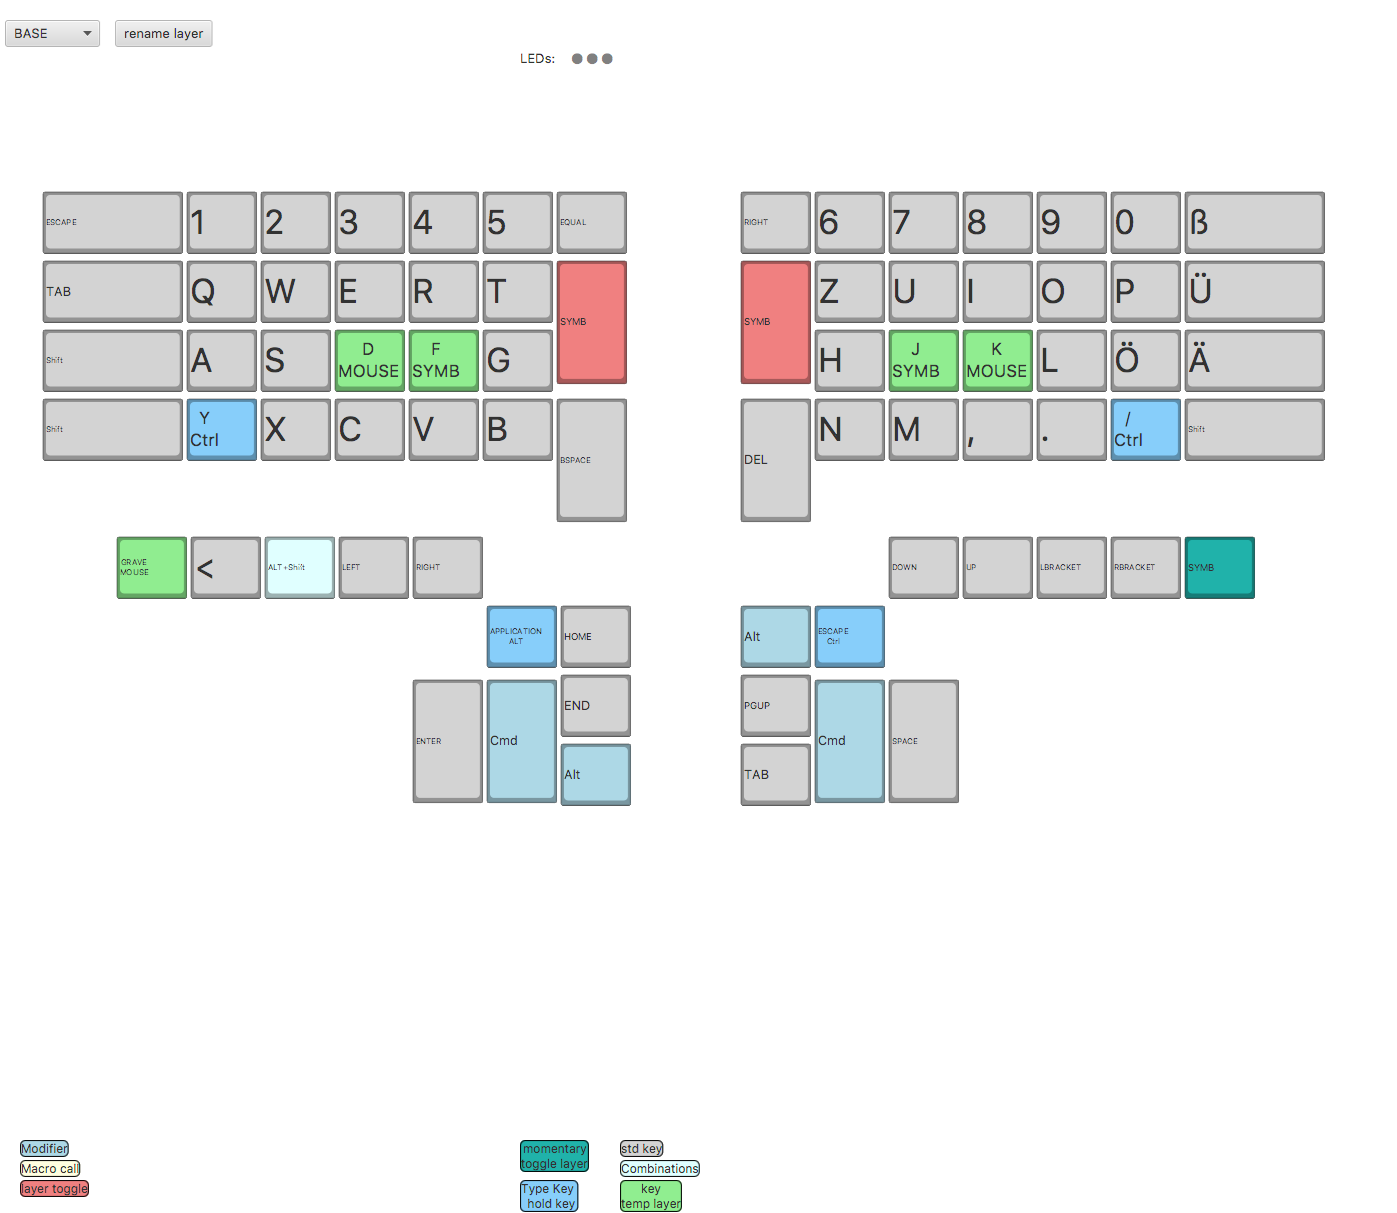 BASE rename layer
LEDs:
ESCAPE 1 2 3 4 5 EQUAL RIGHT 6 7 8 9 0 ß
TAB Q W E R T SYMB SYMB Z U I O P Ü
Shift A S D MOUSE F SYMB G H J SYMB K MOUSE L Ö Ä
Shift Y Ctrl X C V B BSPACE DEL N M , . / Ctrl Shift
GRAVE MOUSE < ALT+Shift LEFT RIGHT DOWN UP LBRACKET RBRACKET SYMB
APPLICATION ALT HOME Alt ESCAPE Ctrl
ENTER Cmd END PGUP Cmd SPACE
Alt TAB
Modifier
Macro call
layer toggle
momentary
toggle layer
Type Key
hold key
std key
Combinations
key
temp layer